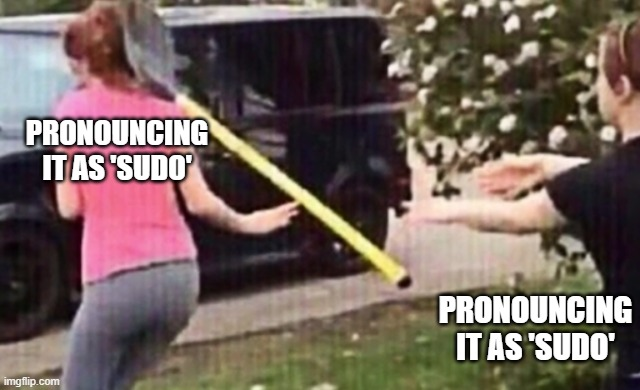 PRONOUNCING
IT AS 'SUDO'
PRONOUNCING
IT AS 'SUDO'
imgflip.com